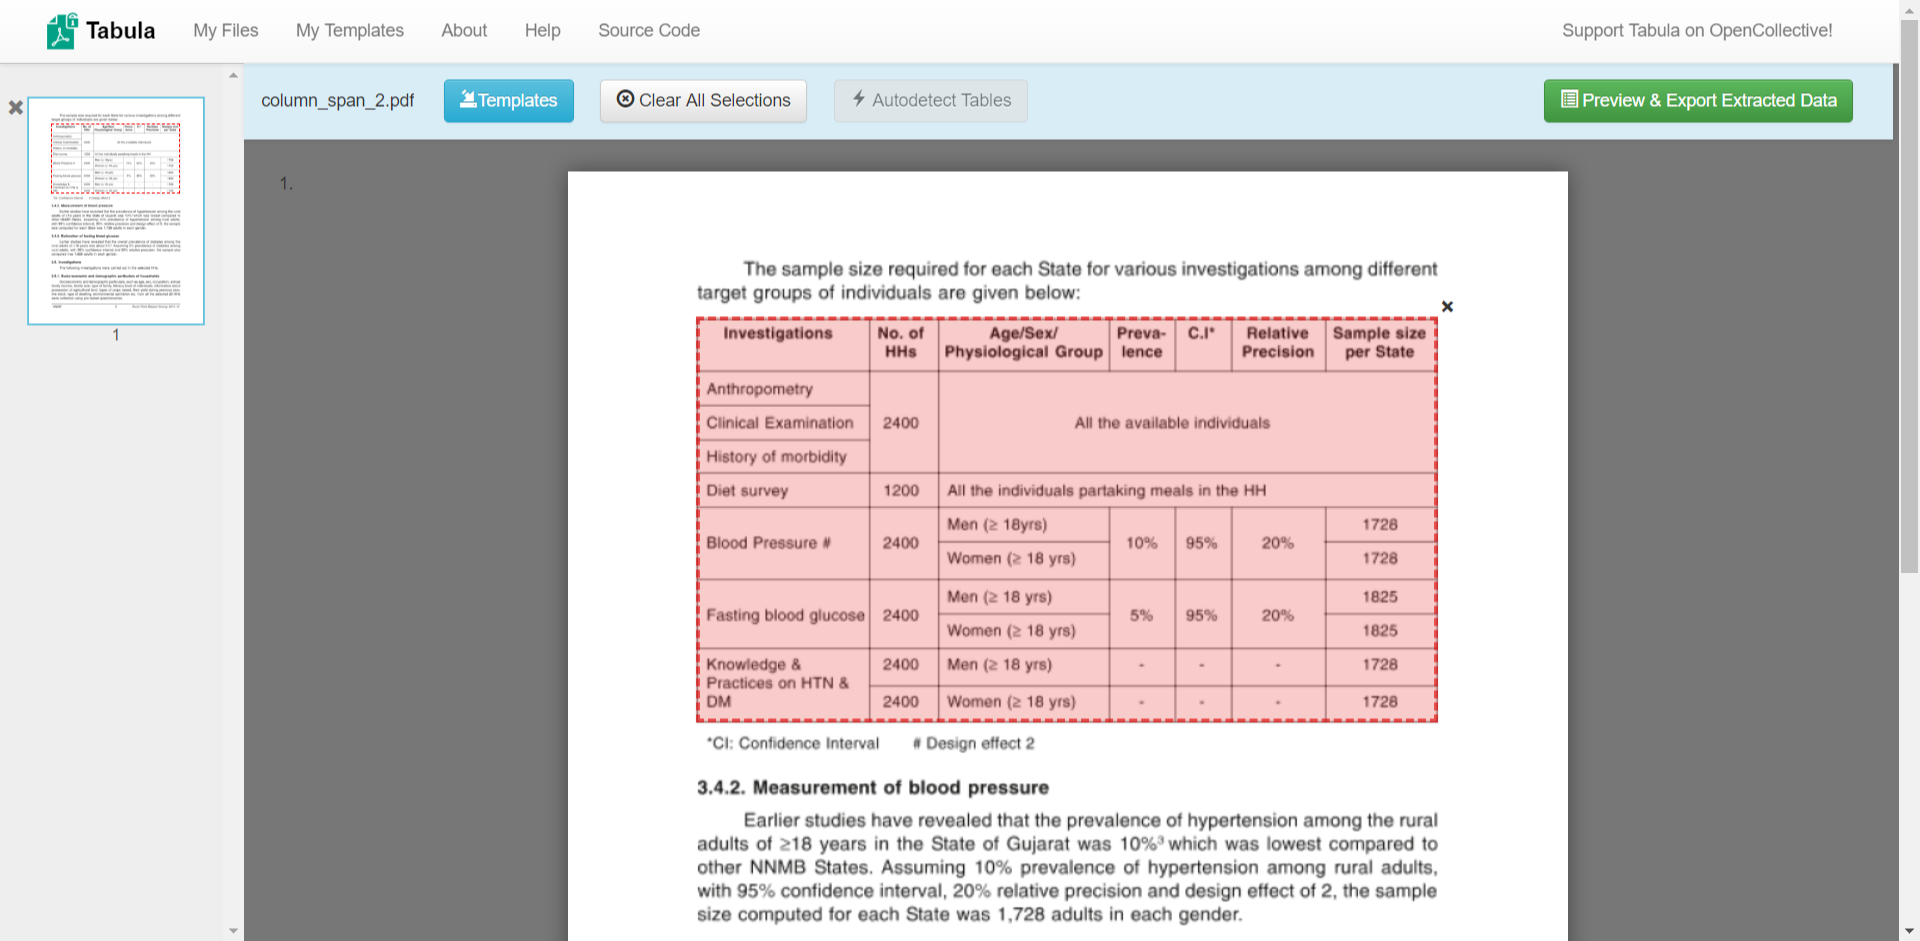 Tabula My Files My Templates About Help Source Code Support Tabula on OpenCollective!
column_span_2.pdf Templates Clear All Selections Autodetect Tables Preview & Export Extracted Data
1
1.
The sample size required for each State for various investigations among different
target groups of individuals are given below:
Investigations No. of HHs Age/Sex/ Physiological Group Preva- lence C.I* Relative Precision Sample size per State
Anthropometry
Clinical Examination 2400 All the available individuals
History of morbidity
Diet survey 1200 All the individuals partaking meals in the HH
Men (≥ 18yrs) 1728
Blood Pressure # 2400 10% 95% 20%
Women (≥ 18 yrs) 1728
Men (≥ 18 yrs) 1825
Fasting blood glucose 2400 5% 95% 20%
Women (≥ 18 yrs) 1825
Knowledge & 2400 Men (≥ 18 yrs) - - - 1728
Practices on HTN &
DM 2400 Women (≥ 18 yrs) - - - 1728
*CI: Confidence Interval # Design effect 2
3.4.2. Measurement of blood pressure
Earlier studies have revealed that the prevalence of hypertension among the rural
adults of ≥18 years in the State of Gujarat was 10%³ which was lowest compared to
other NNMB States. Assuming 10% prevalence of hypertension among rural adults,
with 95% confidence interval, 20% relative precision and design effect of 2, the sample
size computed for each State was 1,728 adults in each gender.